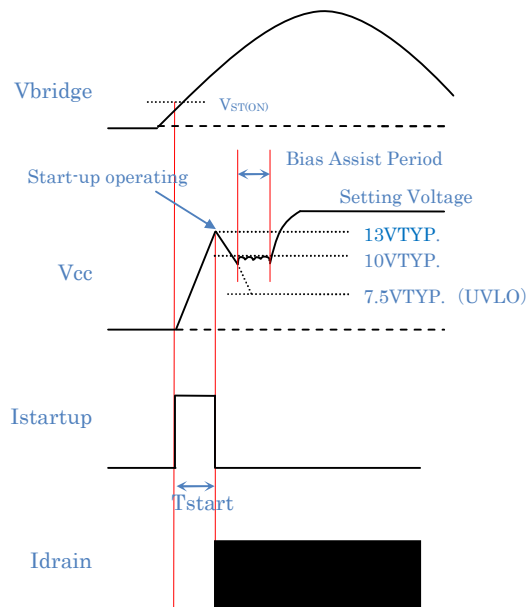 Vbridge
VST(ON)
Bias Assist Period
Start-up operating
Setting Voltage
13VTYP.
Vcc
10VTYP.
7.5VTYP. (UVLO)
Istartup
Tstart
Idrain